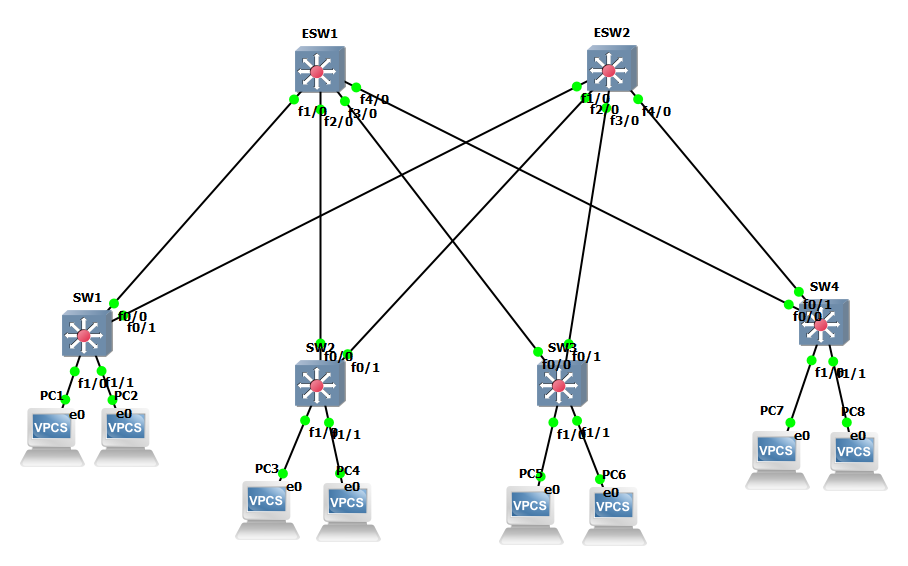 ESW1
ESW2
f1/0
f2/0
f3/0
f4/0
f1/0
f2/0
f3/0
f4/0
SW1
f0/0
f0/1
f1/0
f1/1
SW2
f0/0
f0/1
f1/0
f1/1
SW3
f0/0
f0/1
f1/0
f1/1
SW4
f0/1
f0/0
f1/0
f1/1
PC1
e0
VPCS
PC2
e0
VPCS
PC3
e0
VPCS
PC4
e0
VPCS
PC5
e0
VPCS
PC6
e0
VPCS
PC7
e0
VPCS
PC8
e0
VPCS